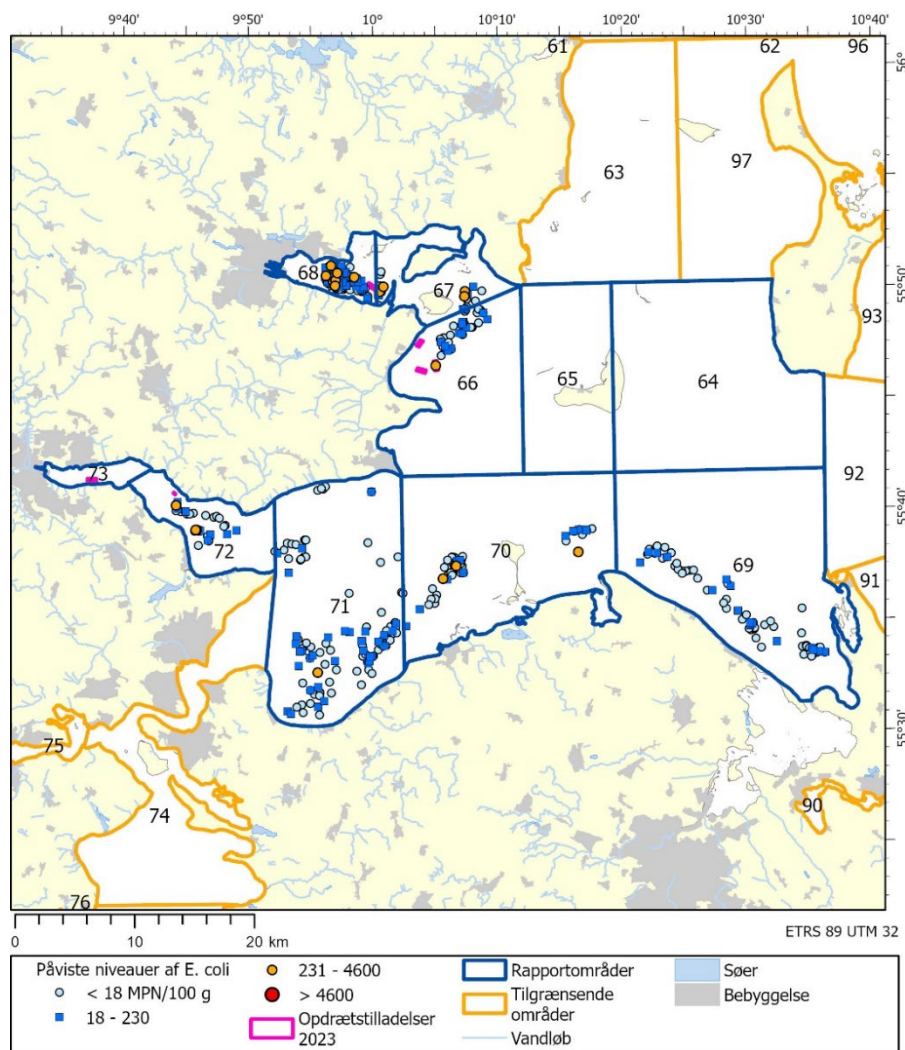 9°40' 9°50' 10° 10°10' 10°20' 10°30' 10°40'
61 62 96
56°
63 97
68 67
55°50'
93
66 65 64
73
92
55°40'
72 71 70 69
91
55°30'
75
74
90
76
ETRS 89 UTM 32
0 10 20 km
Påviste niveauer af E. coli
< 18 MPN/100 g
18 - 230
231 - 4600
> 4600
Opdrætstilladelser
2023
Rapportområder
Tilgrænsende
områder
Vandløb
Søer
Bebyggelse